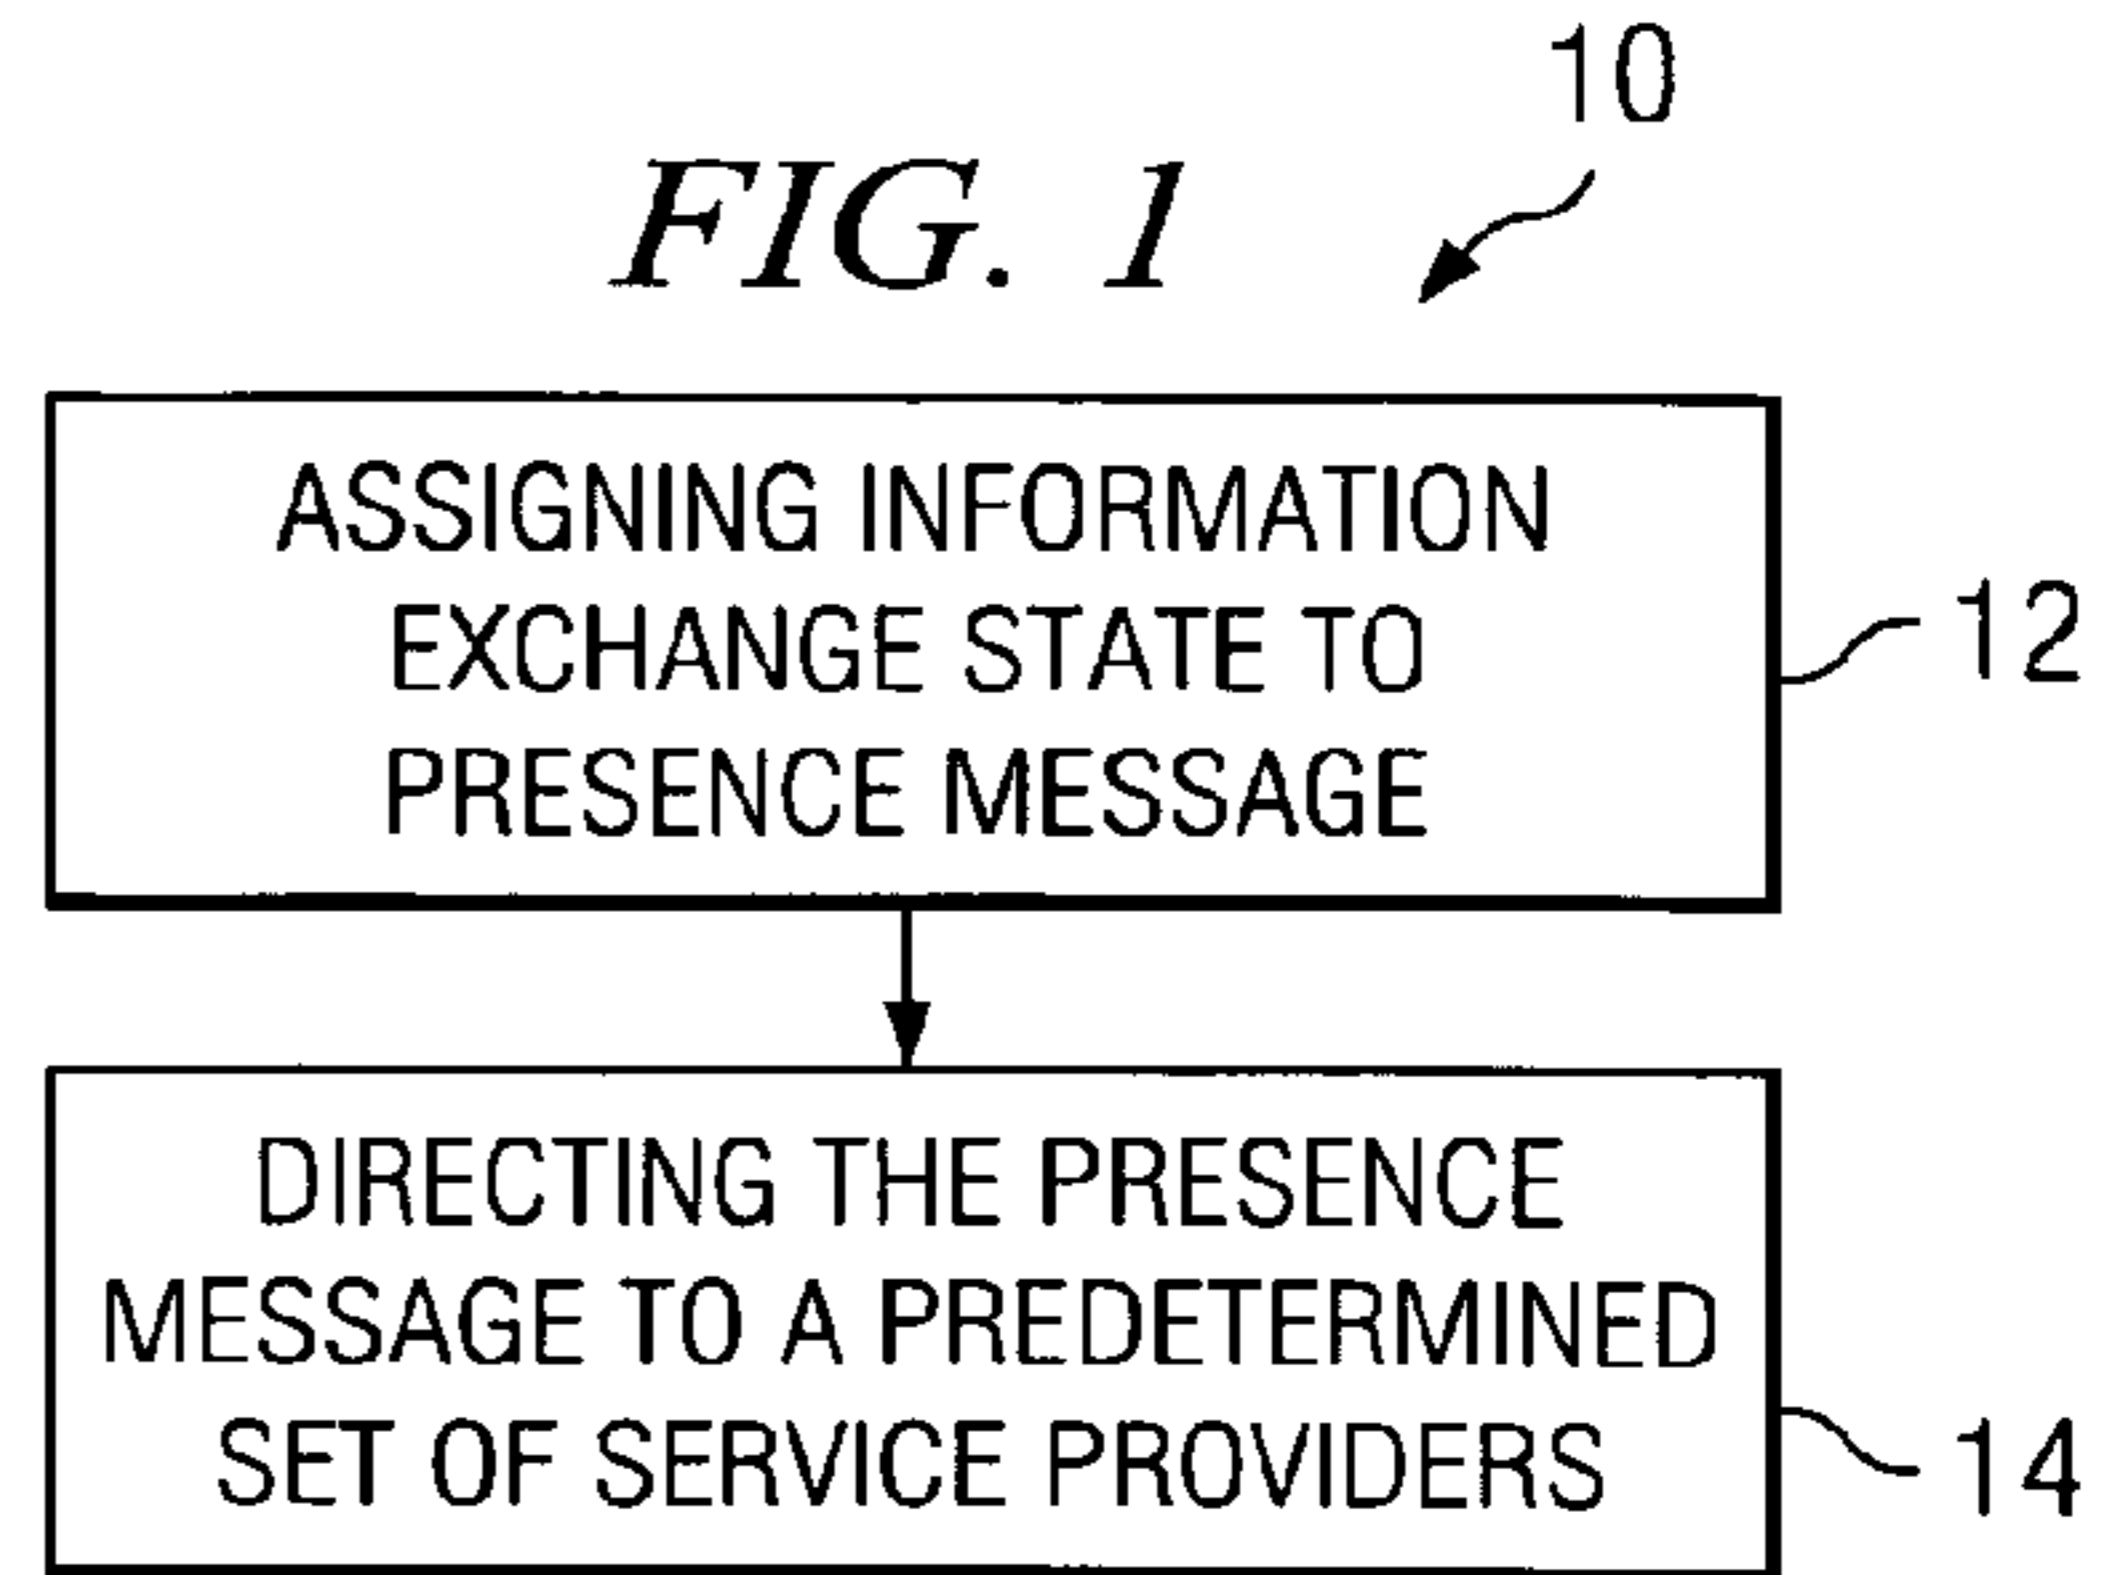 10
FIG. 1
ASSIGNING INFORMATION
EXCHANGE STATE TO
PRESENCE MESSAGE
12
DIRECTING THE PRESENCE
MESSAGE TO A PREDETERMINED
SET OF SERVICE PROVIDERS
14